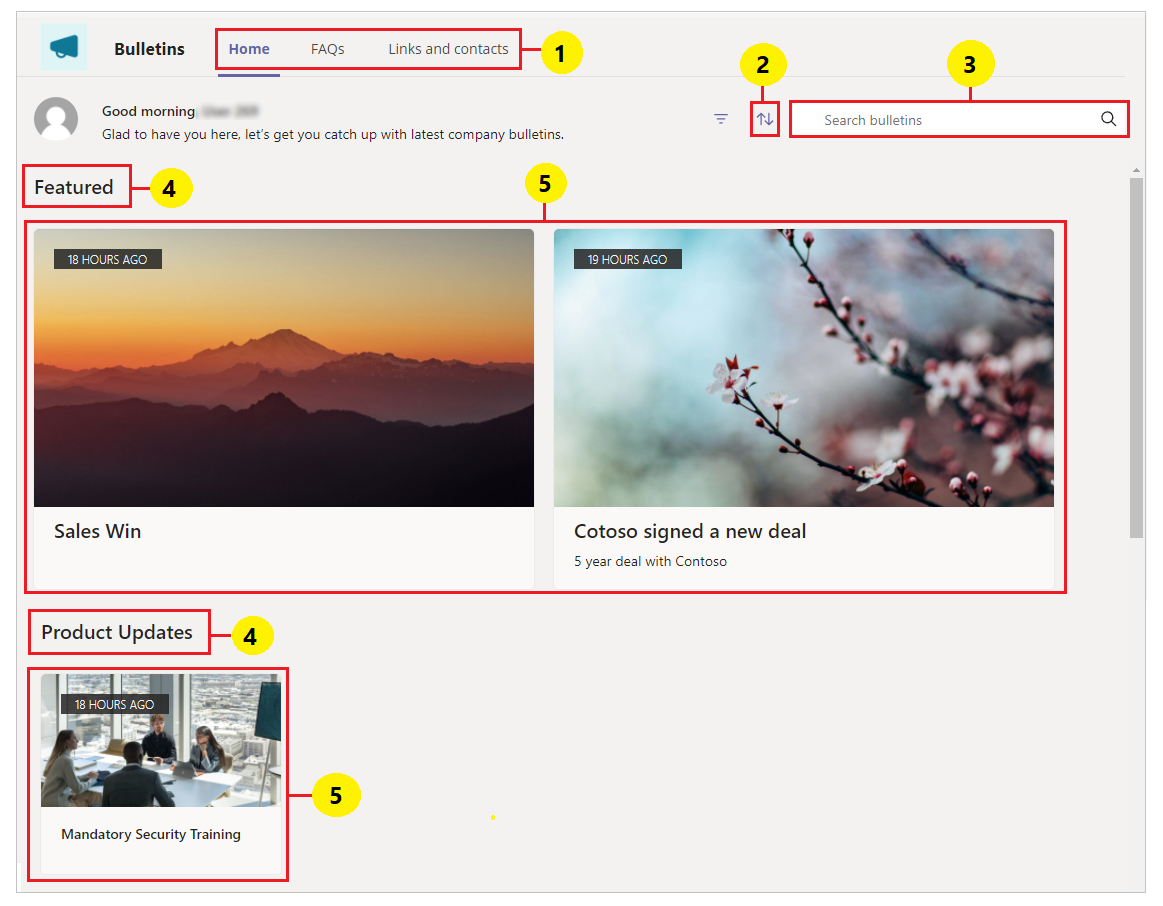 Bulletins Home FAQs Links and contacts 1
2 3
Good morning,
Glad to have you here, let's get you catch up with latest company bulletins.
Search bulletins
Featured 4 5
18 HOURS AGO
Sales Win
19 HOURS AGO
Cotoso signed a new deal
5 year deal with Contoso
Product Updates 4
18 HOURS AGO
5
Mandatory Security Training